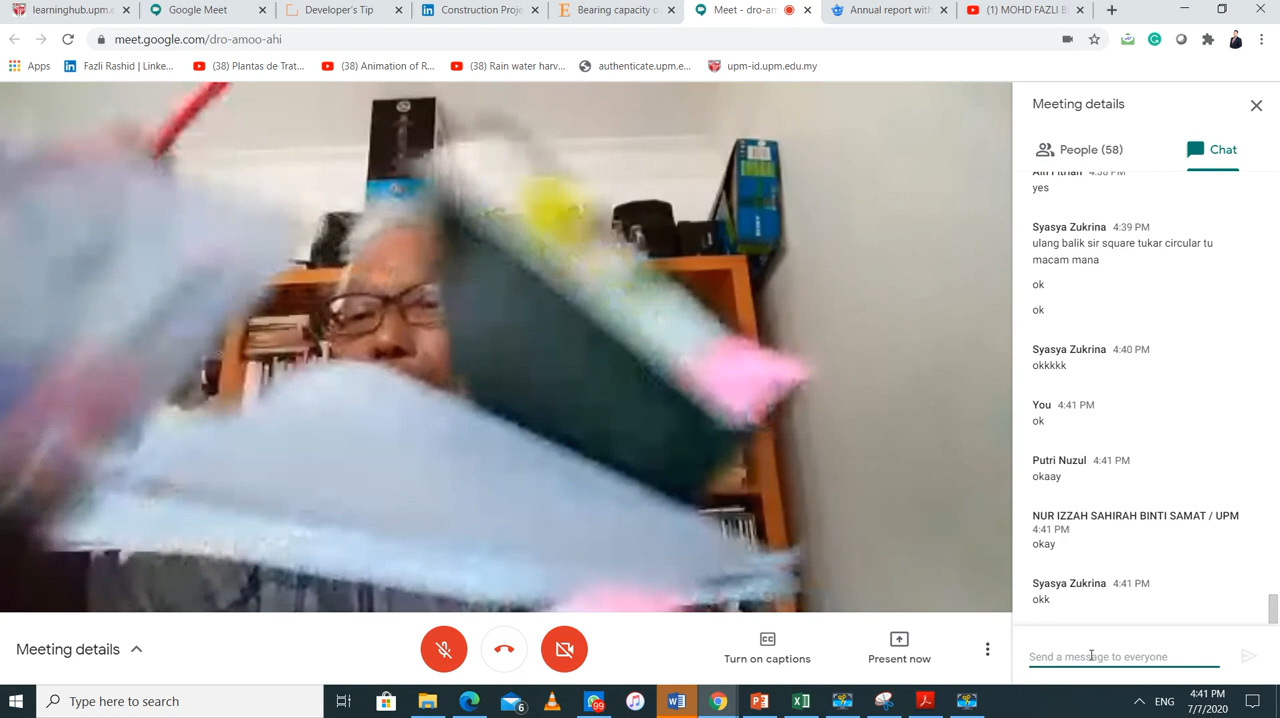 learninghub.upm.e
Google Meet
Developer's Tip
Construction Proje
Bearing capacity o
Meet - dro-am
Annual report with
(1) MOHD FAZLI B
meet.google.com/dro-amoo-ahi
Apps
Fazli Rashid | Linke...
(38) Plantas de Trat...
(38) Animation of R...
(38) Rain water harv...
authenticate.upm.e...
upm-id.upm.edu.my
Meeting details
People (58)
Chat
4:38 PM
yes
Syasya Zukrina 4:39 PM
ulang balik sir square tukar circular tu
macam mana
ok
ok
Syasya Zukrina 4:40 PM
okkkkk
You 4:41 PM
ok
Putri Nuzul 4:41 PM
okaay
NUR IZZAH SAHIRAH BINTI SAMAT / UPM
4:41 PM
okay
Syasya Zukrina 4:41 PM
okk
Send a message to everyone
Meeting details
Turn on captions
Present now
Type here to search
6
99
ENG
4:41 PM
7/7/2020